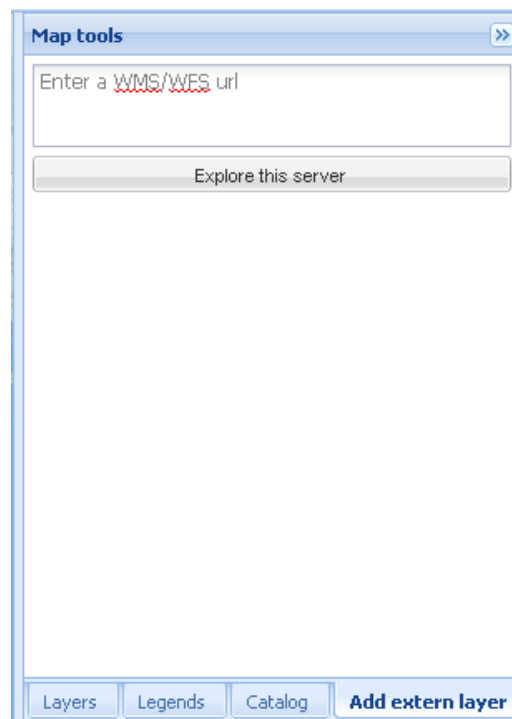 Map tools
Enter a WMS/WFS url
Explore this server
Layers Legends Catalog Add extern layer